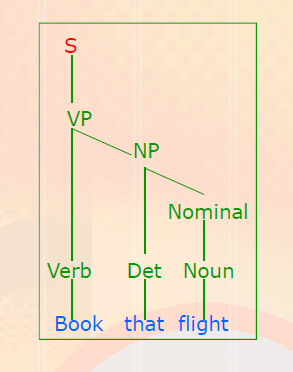 S
VP
NP
Nominal
Verb Det Noun
Book that flight